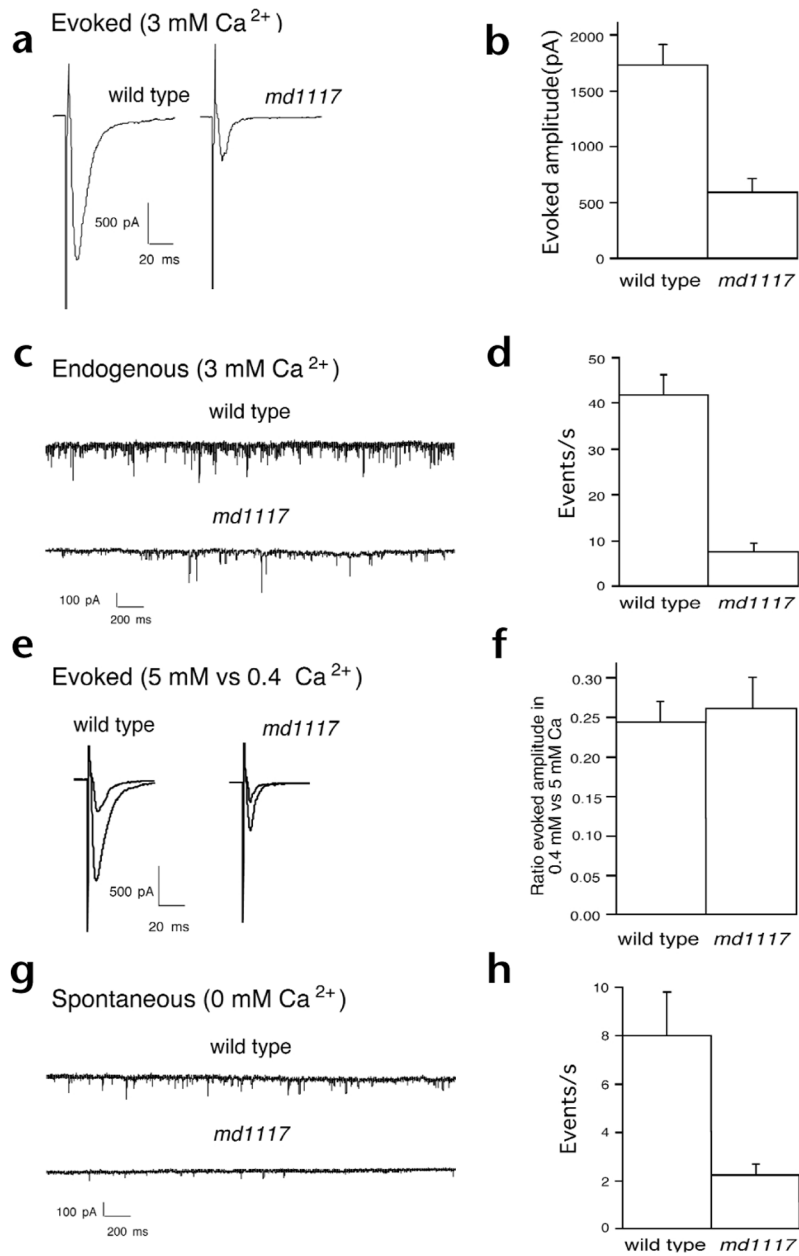 a
Evoked (3 mM Ca2+)
wild type
md1117
500 pA
20 ms
b
Evoked amplitude(pA)
2000
1500
1000
500
0
wild type
md1117
c
Endogenous (3 mM Ca2+)
wild type
md1117
100 pA
200 ms
d
Events/s
50
40
30
20
10
0
wild type
md1117
e
Evoked (5 mM vs 0.4 Ca2+)
wild type
md1117
500 pA
20 ms
f
Ratio evoked amplitude in
0.4 mM vs 5 mM Ca
0.30
0.25
0.20
0.15
0.10
0.05
0.00
wild type
md1117
g
Spontaneous (0 mM Ca2+)
wild type
md1117
100 pA
200 ms
h
Events/s
10
8
6
4
2
0
wild type
md1117